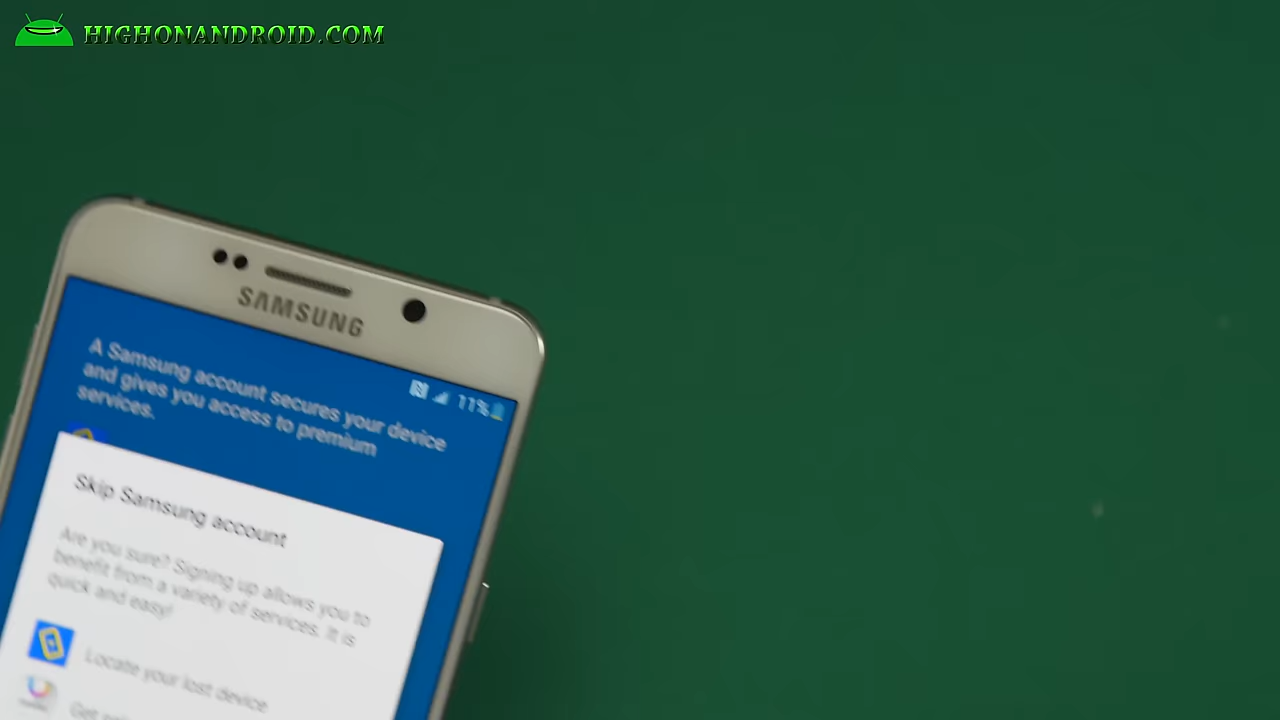 HIGHONANDROID.COM
SAMSUNG
11%
A Samsung account secures your device
and gives you access to premium
services.
Skip Samsung account
Are you sure? Signing up allows you to
benefit from a variety of services. It is
quick and easy!
Locate your lost device
Get